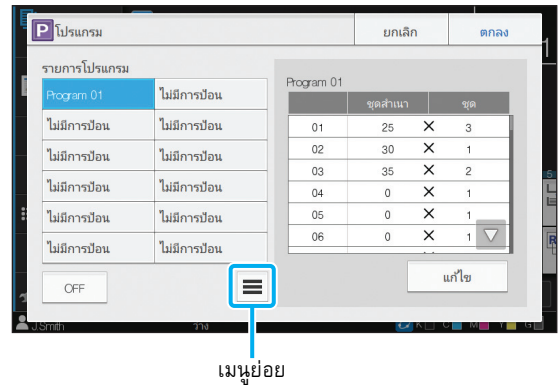 P โปรแกรม ยกเลิก ตกลง
รายการโปรแกรม
Program 01
Program 01 ไม่มีการป้อน
ชุดสำเนา ชุด
ไม่มีการป้อน ไม่มีการป้อน
01 25 × 3
02 30 × 1
ไม่มีการป้อน ไม่มีการป้อน
03 35 × 2
ไม่มีการป้อน ไม่มีการป้อน
04 0 × 1
ไม่มีการป้อน ไม่มีการป้อน
05 0 × 1
06 0 × 1
ไม่มีการป้อน ไม่มีการป้อน
OFF แก้ไข
J.Smith ว่าง K C M Y G
เมนูย่อย